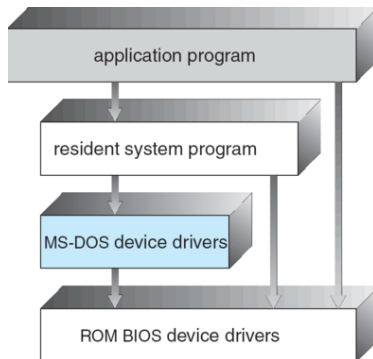 application program
resident system program
MS-DOS device drivers
ROM BIOS device drivers